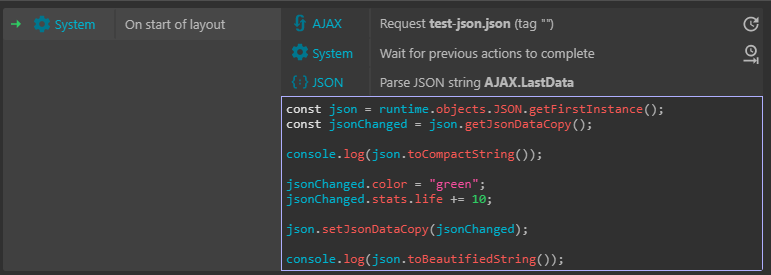 System On start of layout AJAX Request test-json.json (tag "")
System Wait for previous actions to complete
JSON Parse JSON string AJAX.LastData
const json = runtime.objects.JSON.getFirstInstance();
const jsonChanged = json.getJsonDataCopy();
console.log(json.toCompactString());
jsonChanged.color = "green";
jsonChanged.stats.life += 10;
json.setJsonDataCopy(jsonChanged);
console.log(json.toBeautifiedString());